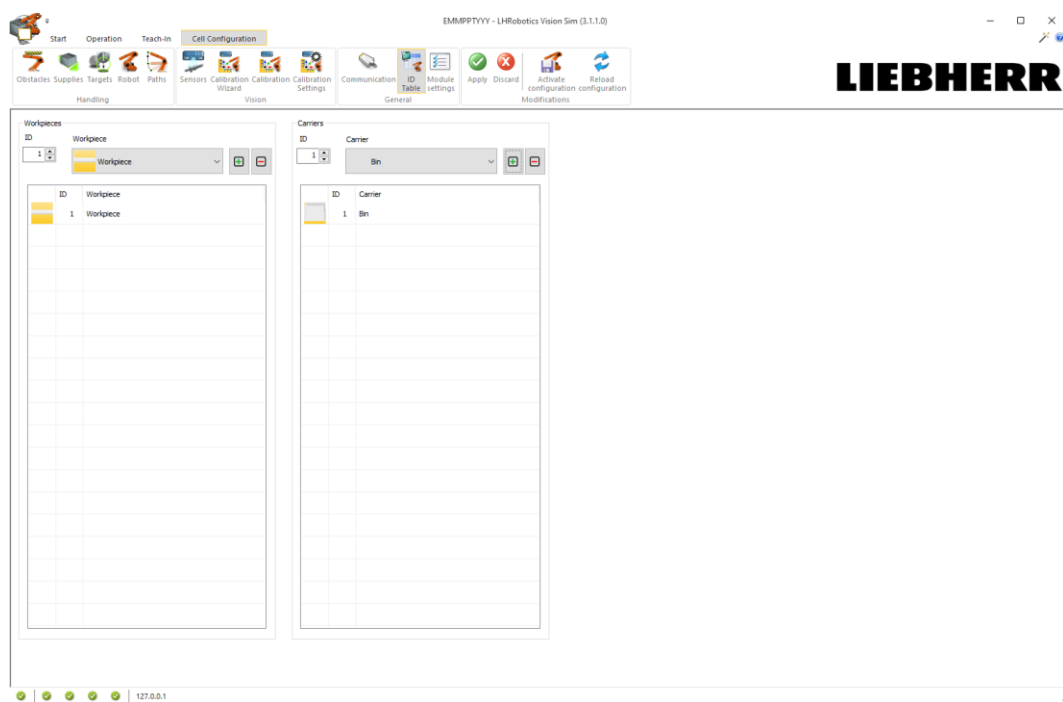 EMMPPTYYY - LHRobotics Vision Sim (3.1.1.0)
Start Operation Teach-In Cell Configuration
Obstacles Supplies Targets Robot Paths Sensors Calibration Wizard Calibration Calibration Settings Communication ID Table Module settings Apply Discard Activate configuration Reload configuration
Handling Vision General Modifications
LIEBHERR
Workpieces Carriers
ID Workpiece ID Carrier
1 Workpiece 1 Bin
ID Workpiece ID Carrier
1 Workpiece 1 Bin
127.0.0.1